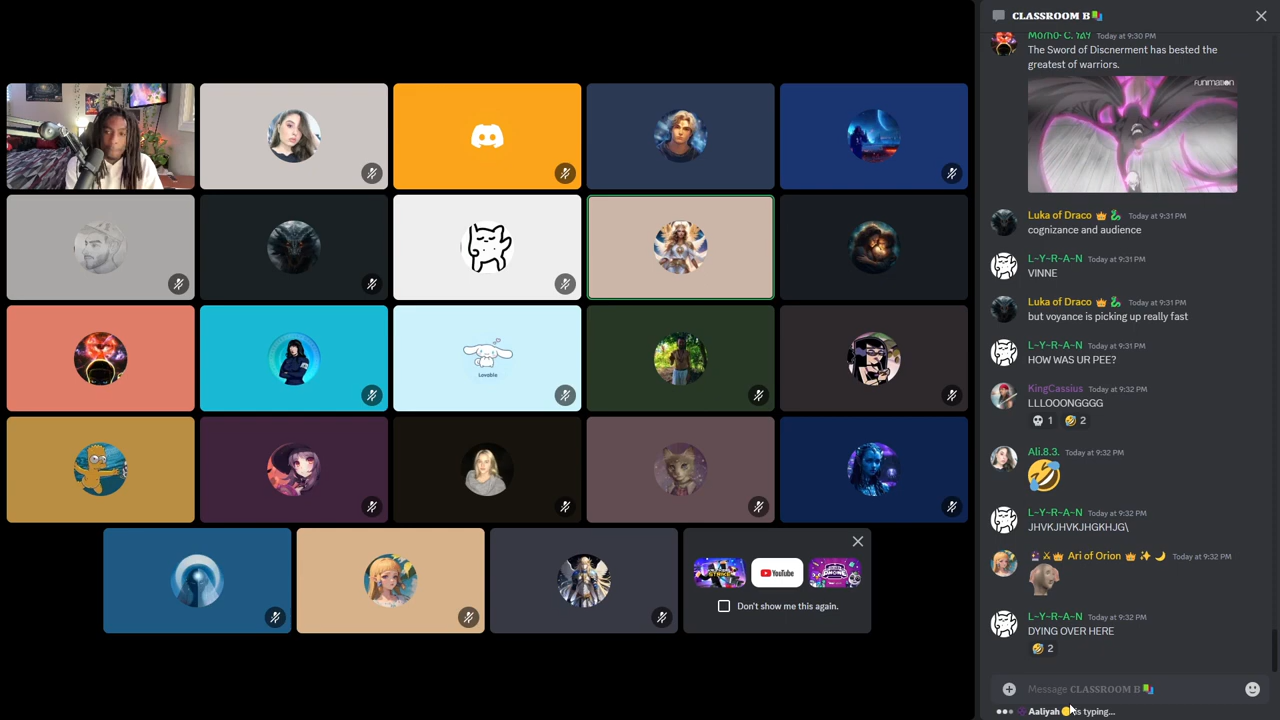 CLASSROOM B
Momo- C. Tay Today at 9:30 PM
The Sword of Discnerment has bested the
greatest of warriors.
FUNIMATION
Luka of Draco Today at 9:31 PM
cognizance and audience
L~Y~R~A~N Today at 9:31 PM
VINNE
Luka of Draco Today at 9:31 PM
but voyance is picking up really fast
L~Y~R~A~N Today at 9:31 PM
HOW WAS UR PEE?
KingCassius Today at 9:32 PM
LLLOOONGGGG
1 2
Ali.8.3. Today at 9:32 PM
L~Y~R~A~N Today at 9:32 PM
JHVKJHVKJHGKHJG\
Ari of Orion Today at 9:32 PM
L~Y~R~A~N Today at 9:32 PM
DYING OVER HERE
2
Message CLASSROOM B
Aaliyah is typing...
Lovable
YouTube
Don't show me this again.